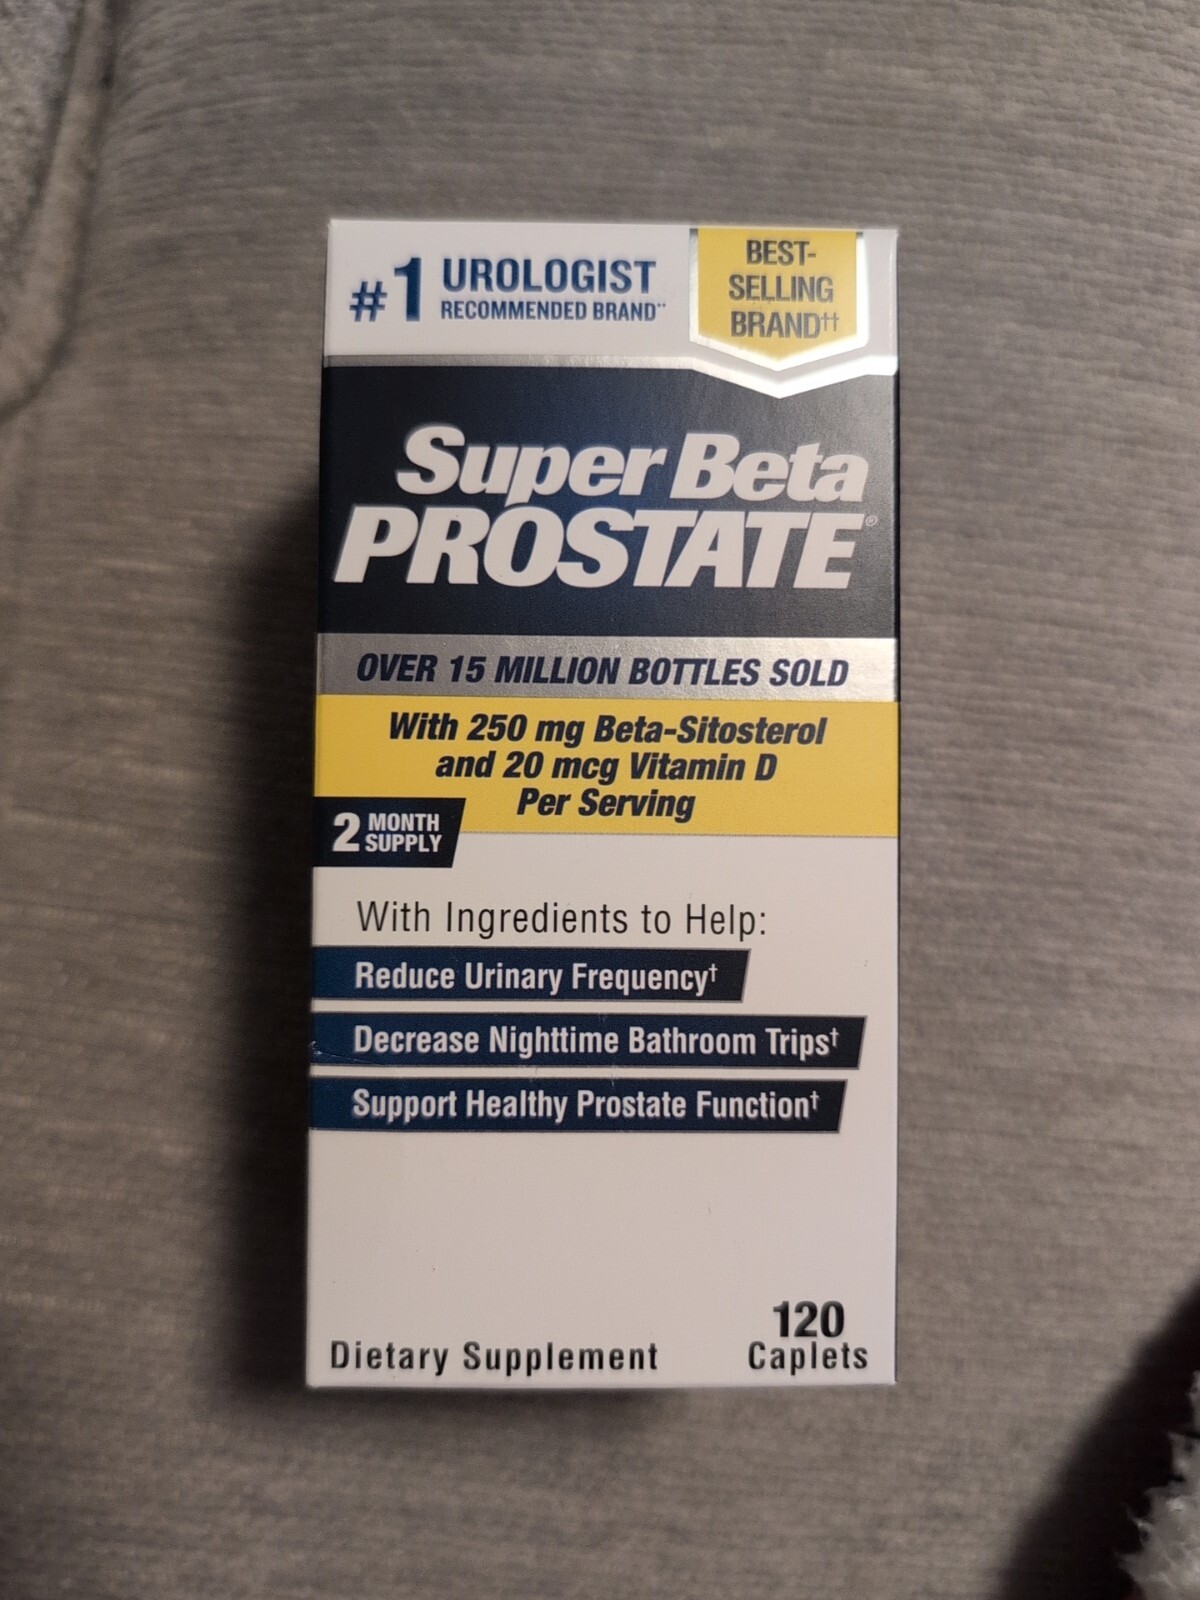 #1 UROLOGIST
RECOMMENDED BRAND**
BEST-
SELLING
BRAND††
Super Beta
PROSTATE®
OVER 15 MILLION BOTTLES SOLD
With 250 mg Beta-Sitosterol
and 20 mcg Vitamin D
Per Serving
2 MONTH
SUPPLY
With Ingredients to Help:
Reduce Urinary Frequency†
Decrease Nighttime Bathroom Trips†
Support Healthy Prostate Function†
120
Dietary Supplement Caplets